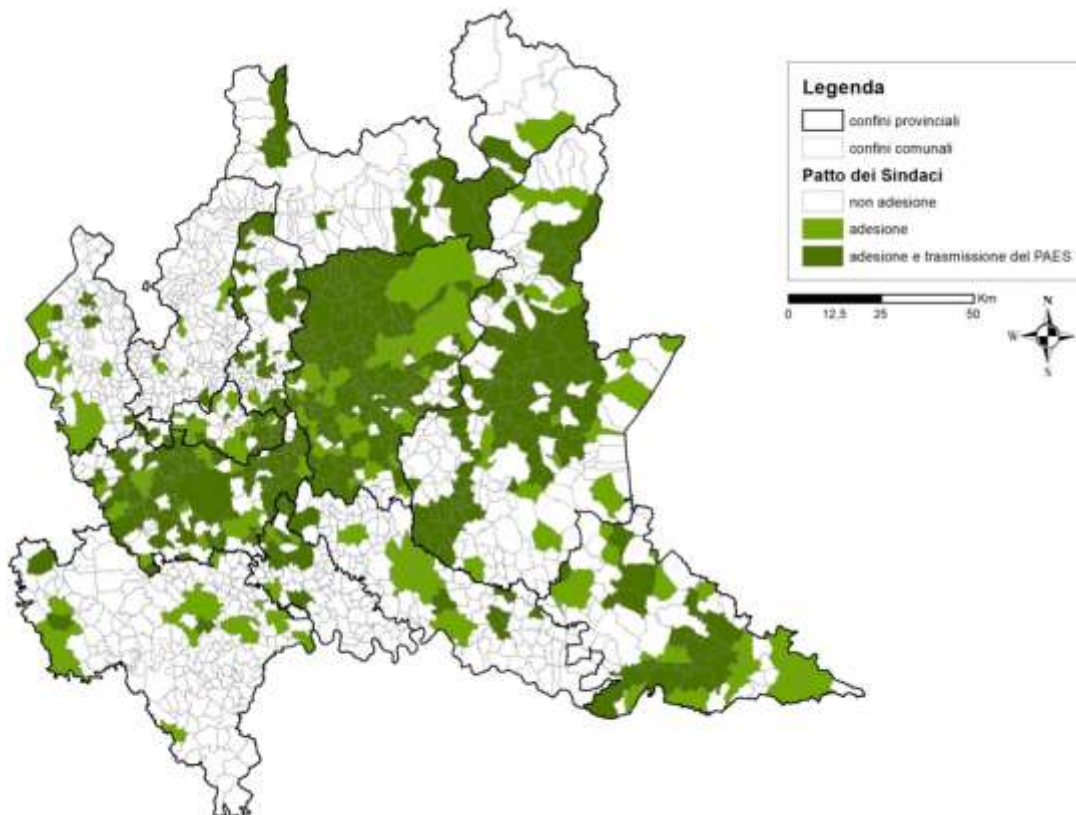 Legenda
confini provinciali
confini comunali
Patto dei Sindaci
non adesione
adesione
adesione e trasmissione del PAES
Km
0 12,5 25 50
N
W
S